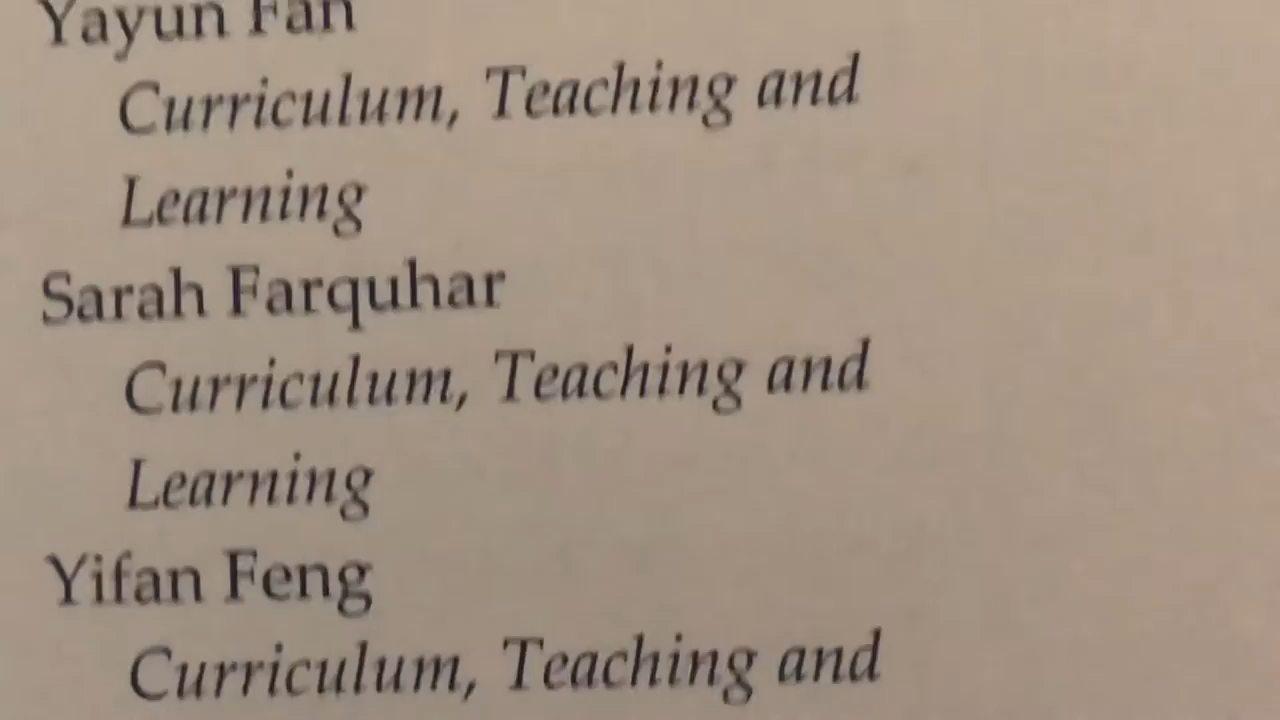 Yayun Fan
Curriculum, Teaching and
Learning
Sarah Farquhar
Curriculum, Teaching and
Learning
Yifan Feng
Curriculum, Teaching and